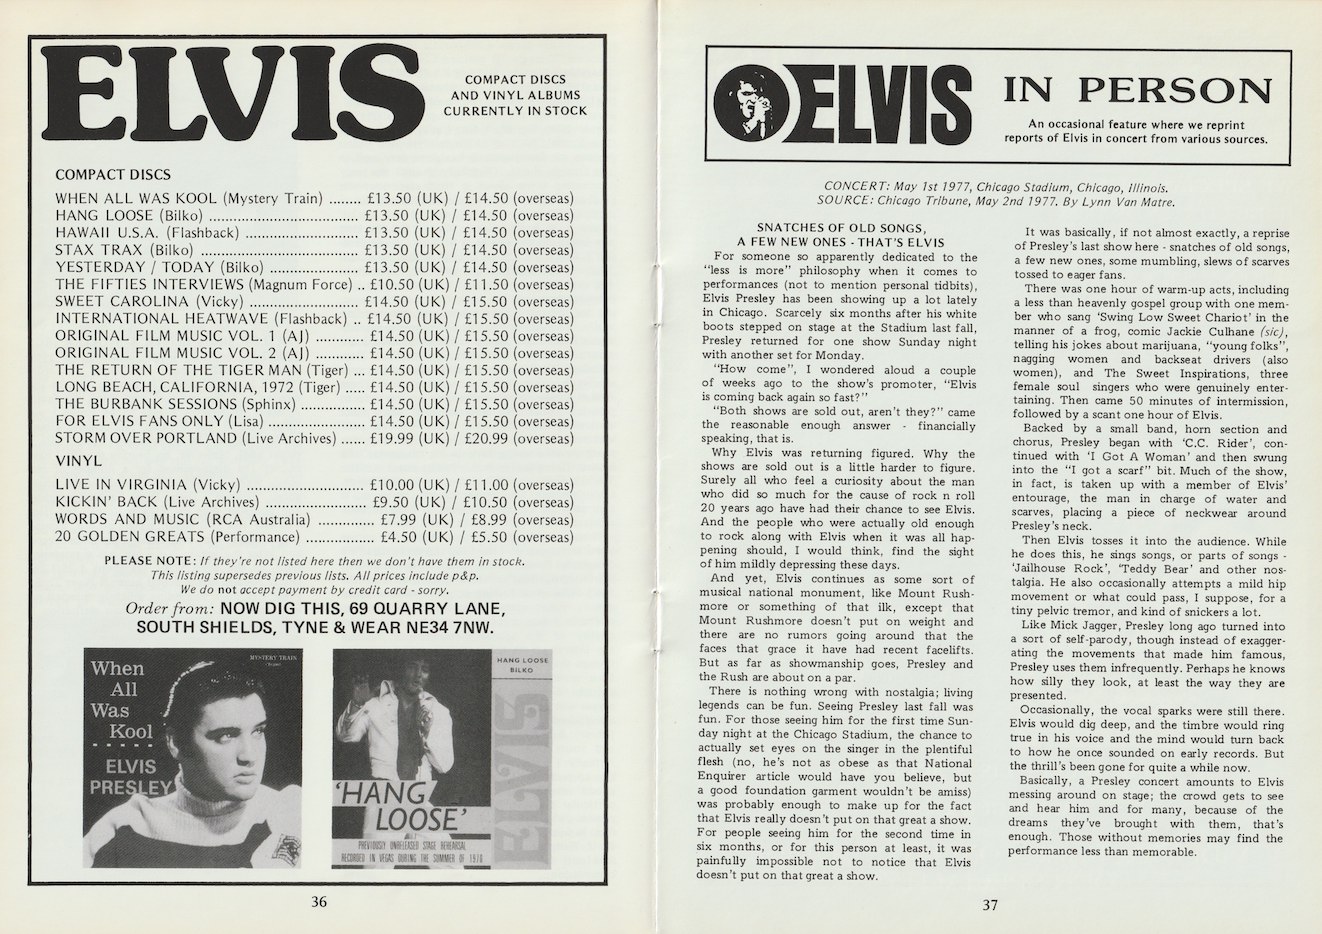 ELVIS
COMPACT DISCS
AND VINYL ALBUMS
CURRENTLY IN STOCK
COMPACT DISCS
WHEN ALL WAS KOOL (Mystery Train) ........ £13.50 (UK) / £14.50 (overseas)
HANG LOOSE (Bilko) ..................................... £13.50 (UK) / £14.50 (overseas)
HAWAII U.S.A. (Flashback) ............................ £13.50 (UK) / £14.50 (overseas)
STAX TRAX (Bilko) ....................................... £13.50 (UK) / £14.50 (overseas)
YESTERDAY / TODAY (Bilko) ...................... £13.50 (UK) / £14.50 (overseas)
THE FIFTIES INTERVIEWS (Magnum Force) .. £10.50 (UK) / £11.50 (overseas)
SWEET CAROLINA (Vicky) ........................... £14.50 (UK) / £15.50 (overseas)
INTERNATIONAL HEATWAVE (Flashback) .. £14.50 (UK) / £15.50 (overseas)
ORIGINAL FILM MUSIC VOL. 1 (AJ) ............ £14.50 (UK) / £15.50 (overseas)
ORIGINAL FILM MUSIC VOL. 2 (AJ) ............ £14.50 (UK) / £15.50 (overseas)
THE RETURN OF THE TIGER MAN (Tiger) ... £14.50 (UK) / £15.50 (overseas)
LONG BEACH, CALIFORNIA, 1972 (Tiger) ..... £14.50 (UK) / £15.50 (overseas)
THE BURBANK SESSIONS (Sphinx) ................ £14.50 (UK) / £15.50 (overseas)
FOR ELVIS FANS ONLY (Lisa) ....................... £14.50 (UK) / £15.50 (overseas)
STORM OVER PORTLAND (Live Archives) ...... £19.99 (UK) / £20.99 (overseas)
VINYL
LIVE IN VIRGINIA (Vicky) ............................. £10.00 (UK) / £11.00 (overseas)
KICKIN' BACK (Live Archives) ......................... £9.50 (UK) / £10.50 (overseas)
WORDS AND MUSIC (RCA Australia) .............. £7.99 (UK) / £8.99 (overseas)
20 GOLDEN GREATS (Performance) ................. £4.50 (UK) / £5.50 (overseas)
PLEASE NOTE: If they're not listed here then we don't have them in stock.
This listing supersedes previous lists. All prices include p&p.
We do not accept payment by credit card - sorry.
Order from: NOW DIG THIS, 69 QUARRY LANE,
SOUTH SHIELDS, TYNE & WEAR NE34 7NW.
MYSTERY TRAIN
When
All
Was
Kool
ELVIS
PRESLEY
HANG LOOSE
BILKO
ELVIS
'HANG
LOOSE'
PREVIOUSLY UNRELEASED STAGE REHEARSAL
RECORDED IN VEGAS DURING THE SUMMER OF 1970
36
ELVIS
IN PERSON
An occasional feature where we reprint
reports of Elvis in concert from various sources.
CONCERT: May 1st 1977, Chicago Stadium, Chicago, Illinois.
SOURCE: Chicago Tribune, May 2nd 1977. By Lynn Van Matre.
SNATCHES OF OLD SONGS,
A FEW NEW ONES - THAT'S ELVIS
For someone so apparently dedicated to the
"less is more" philosophy when it comes to
performances (not to mention personal tidbits),
Elvis Presley has been showing up a lot lately
in Chicago. Scarcely six months after his white
boots stepped on stage at the Stadium last fall,
Presley returned for one show Sunday night
with another set for Monday.
"How come", I wondered aloud a couple
of weeks ago to the show's promoter, "Elvis
is coming back again so fast?"
"Both shows are sold out, aren't they?" came
the reasonable enough answer - financially
speaking, that is.
Why Elvis was returning figured. Why the
shows are sold out is a little harder to figure.
Surely all who feel a curiosity about the man
who did so much for the cause of rock n roll
20 years ago have had their chance to see Elvis.
And the people who were actually old enough
to rock along with Elvis when it was all hap-
pening should, I would think, find the sight
of him mildly depressing these days.
And yet, Elvis continues as some sort of
musical national monument, like Mount Rush-
more or something of that ilk, except that
Mount Rushmore doesn't put on weight and
there are no rumors going around that the
faces that grace it have had recent facelifts.
But as far as showmanship goes, Presley and
the Rush are about on a par.
There is nothing wrong with nostalgia; living
legends can be fun. Seeing Presley last fall was
fun. For those seeing him for the first time Sun-
day night at the Chicago Stadium, the chance to
actually set eyes on the singer in the plentiful
flesh (no, he's not as obese as that National
Enquirer article would have you believe, but
a good foundation garment wouldn't be amiss)
was probably enough to make up for the fact
that Elvis really doesn't put on that great a show.
For people seeing him for the second time in
six months, or for this person at least, it was
painfully impossible not to notice that Elvis
doesn't put on that great a show.
It was basically, if not almost exactly, a reprise
of Presley's last show here - snatches of old songs,
a few new ones, some mumbling, slews of scarves
tossed to eager fans.
There was one hour of warm-up acts, including
a less than heavenly gospel group with one mem-
ber who sang 'Swing Low Sweet Chariot' in the
manner of a frog, comic Jackie Culhane (sic),
telling his jokes about marijuana, "young folks",
nagging women and backseat drivers (also
women), and The Sweet Inspirations, three
female soul singers who were genuinely enter-
taining. Then came 50 minutes of intermission,
followed by a scant one hour of Elvis.
Backed by a small band, horn section and
chorus, Presley began with 'C.C. Rider', con-
tinued with 'I Got A Woman' and then swung
into the "I got a scarf" bit. Much of the show,
in fact, is taken up with a member of Elvis'
entourage, the man in charge of water and
scarves, placing a piece of neckwear around
Presley's neck.
Then Elvis tosses it into the audience. While
he does this, he sings songs, or parts of songs -
'Jailhouse Rock', 'Teddy Bear' and other nos-
talgia. He also occasionally attempts a mild hip
movement or what could pass, I suppose, for a
tiny pelvic tremor, and kind of snickers a lot.
Like Mick Jagger, Presley long ago turned into
a sort of self-parody, though instead of exagger-
ating the movements that made him famous,
Presley uses them infrequently. Perhaps he knows
how silly they look, at least the way they are
presented.
Occasionally, the vocal sparks were still there.
Elvis would dig deep, and the timbre would ring
true in his voice and the mind would turn back
to how he once sounded on early records. But
the thrill's been gone for quite a while now.
Basically, a Presley concert amounts to Elvis
messing around on stage; the crowd gets to see
and hear him and for many, because of the
dreams they've brought with them, that's
enough. Those without memories may find the
performance less than memorable.
37